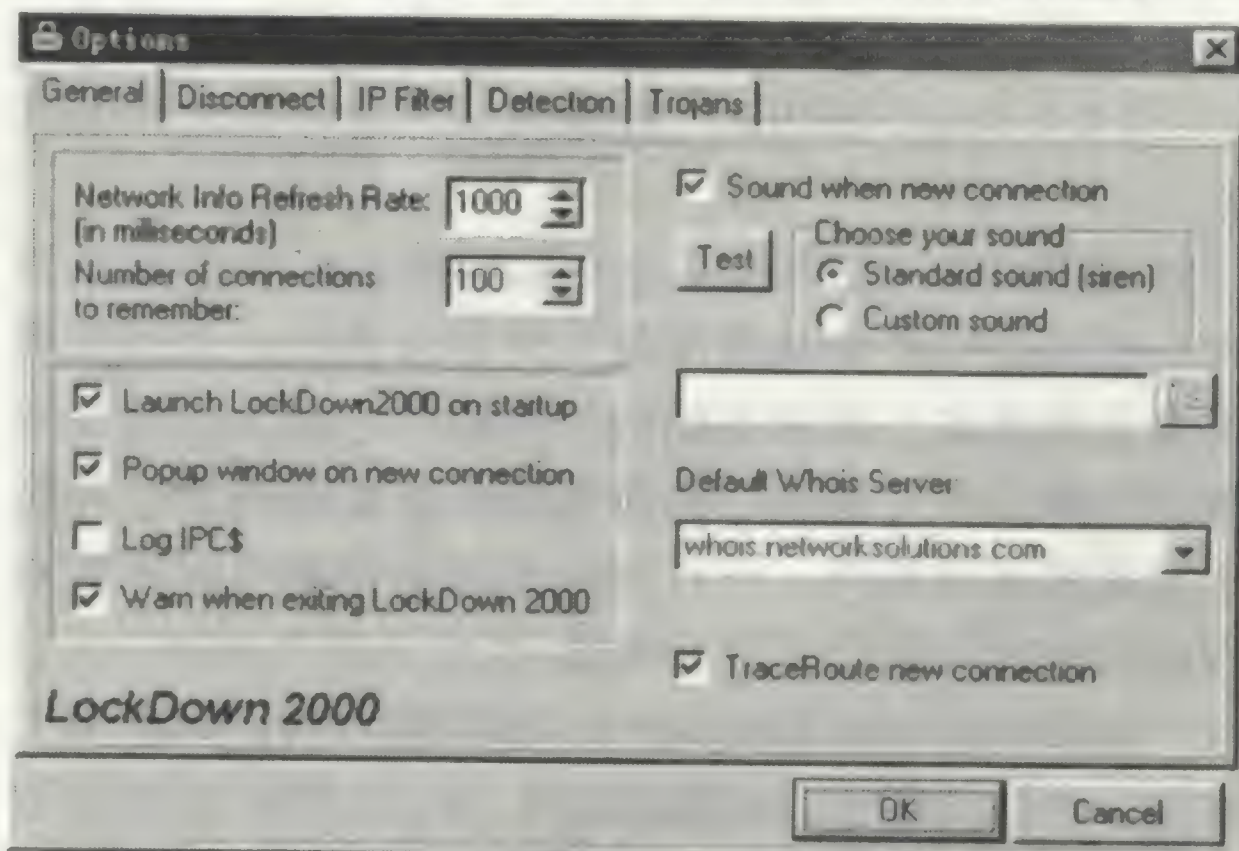 Options
General
Disconnect
IP Filter
Detection
Trojans
Network Info Refresh Rate:
(in milliseconds)
1000
Number of connections
to remember:
100
Launch LockDown2000 on startup
Popup window on new connection
Log IPC$
Warn when exiting LockDown 2000
LockDown 2000
Sound when new connection
Test
Choose your sound
Standard sound (siren)
Custom sound
Default Whois Server
whois.networksolutions.com
TraceRoute new connection
OK
Cancel